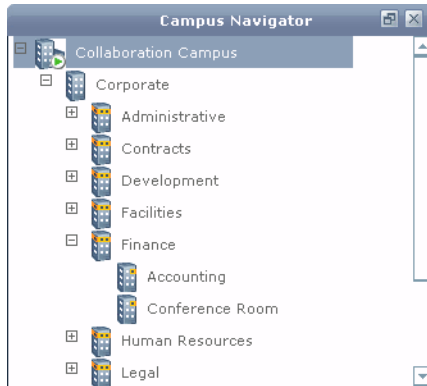 Campus Navigator
Collaboration Campus
Corporate
Administrative
Contracts
Development
Facilities
Finance
Accounting
Conference Room
Human Resources
Legal